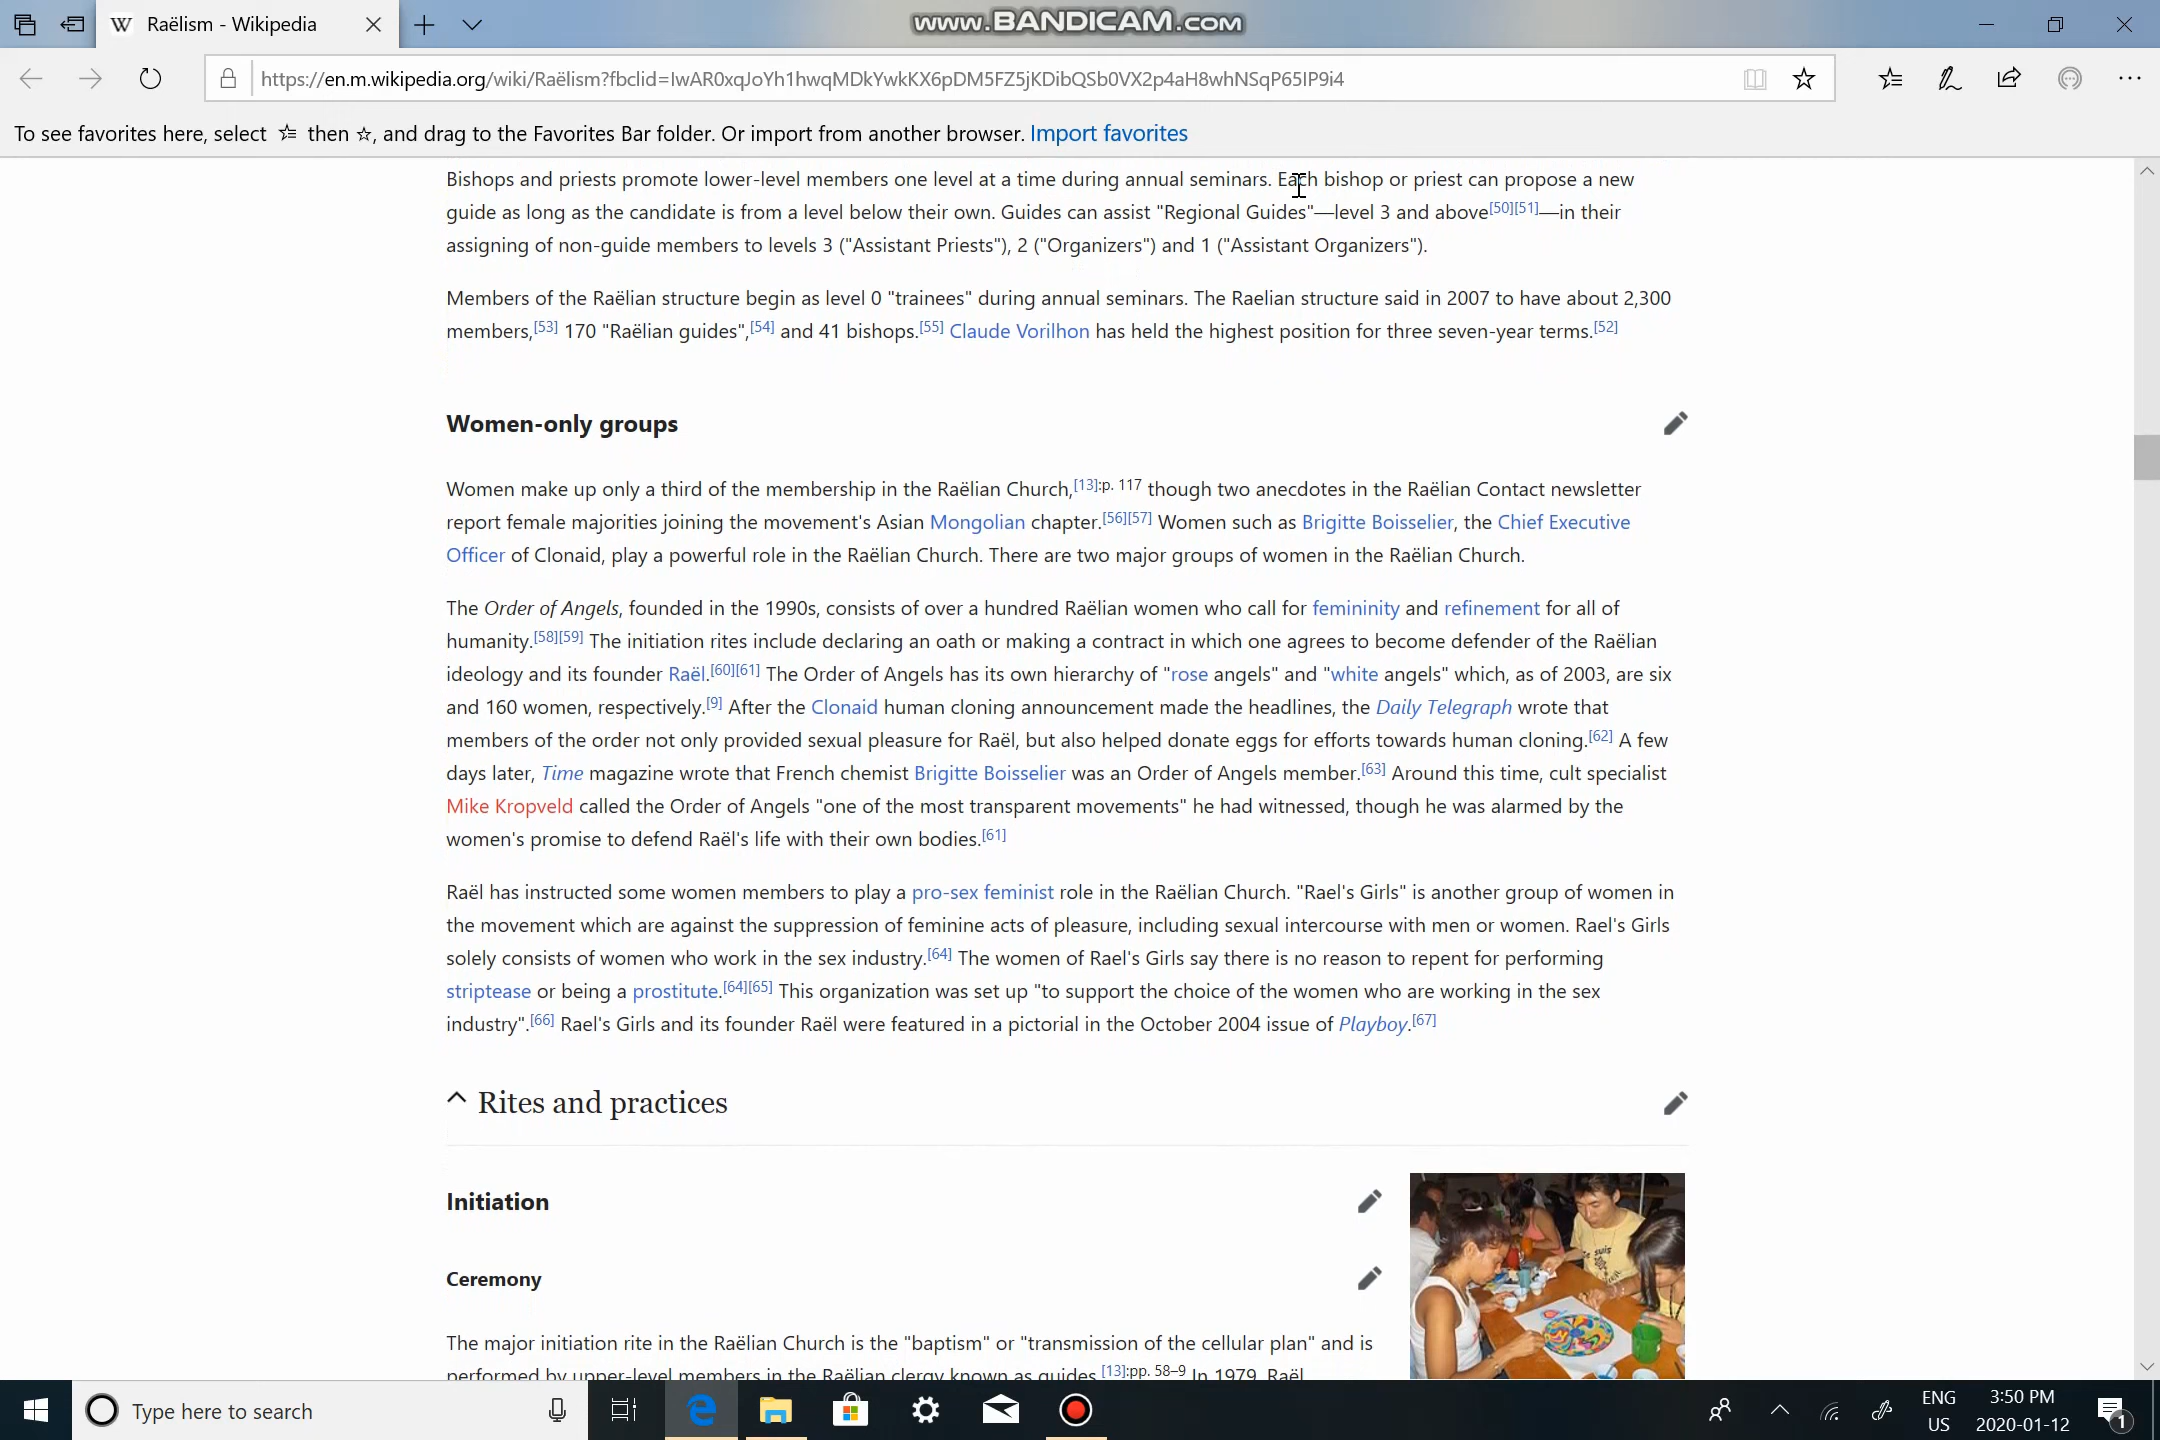 Raëlism - Wikipedia
www.BANDICAM.com
https://en.m.wikipedia.org/wiki/Raëlism?fbclid=IwAR0xqJoYh1hwqMDkYwkKX6pDM5FZ5jKDibQSb0VX2p4aH8whNSqP65IP9i4
To see favorites here, select then ☆, and drag to the Favorites Bar folder. Or import from another browser. Import favorites
Bishops and priests promote lower-level members one level at a time during annual seminars. Each bishop or priest can propose a new
guide as long as the candidate is from a level below their own. Guides can assist "Regional Guides"—level 3 and above[50][51]—in their
assigning of non-guide members to levels 3 ("Assistant Priests"), 2 ("Organizers") and 1 ("Assistant Organizers").
Members of the Raëlian structure begin as level 0 "trainees" during annual seminars. The Raelian structure said in 2007 to have about 2,300
members,[53] 170 "Raëlian guides",[54] and 41 bishops.[55] Claude Vorilhon has held the highest position for three seven-year terms.[52]
Women-only groups
Women make up only a third of the membership in the Raëlian Church,[13]:p. 117 though two anecdotes in the Raëlian Contact newsletter
report female majorities joining the movement's Asian Mongolian chapter.[56][57] Women such as Brigitte Boisselier, the Chief Executive
Officer of Clonaid, play a powerful role in the Raëlian Church. There are two major groups of women in the Raëlian Church.
The Order of Angels, founded in the 1990s, consists of over a hundred Raëlian women who call for femininity and refinement for all of
humanity.[58][59] The initiation rites include declaring an oath or making a contract in which one agrees to become defender of the Raëlian
ideology and its founder Raël.[60][61] The Order of Angels has its own hierarchy of "rose angels" and "white angels" which, as of 2003, are six
and 160 women, respectively.[9] After the Clonaid human cloning announcement made the headlines, the Daily Telegraph wrote that
members of the order not only provided sexual pleasure for Raël, but also helped donate eggs for efforts towards human cloning.[62] A few
days later, Time magazine wrote that French chemist Brigitte Boisselier was an Order of Angels member.[63] Around this time, cult specialist
Mike Kropveld called the Order of Angels "one of the most transparent movements" he had witnessed, though he was alarmed by the
women's promise to defend Raël's life with their own bodies.[61]
Raël has instructed some women members to play a pro-sex feminist role in the Raëlian Church. "Rael's Girls" is another group of women in
the movement which are against the suppression of feminine acts of pleasure, including sexual intercourse with men or women. Rael's Girls
solely consists of women who work in the sex industry.[64] The women of Rael's Girls say there is no reason to repent for performing
striptease or being a prostitute.[64][65] This organization was set up "to support the choice of the women who are working in the sex
industry".[66] Rael's Girls and its founder Raël were featured in a pictorial in the October 2004 issue of Playboy.[67]
Rites and practices
Initiation
Ceremony
The major initiation rite in the Raëlian Church is the "baptism" or "transmission of the cellular plan" and is
performed by upper-level members in the Raëlian clergy known as guides.[13]:pp. 58–9 In 1979, Raël
Type here to search
ENG
US
3:50 PM
2020-01-12
1